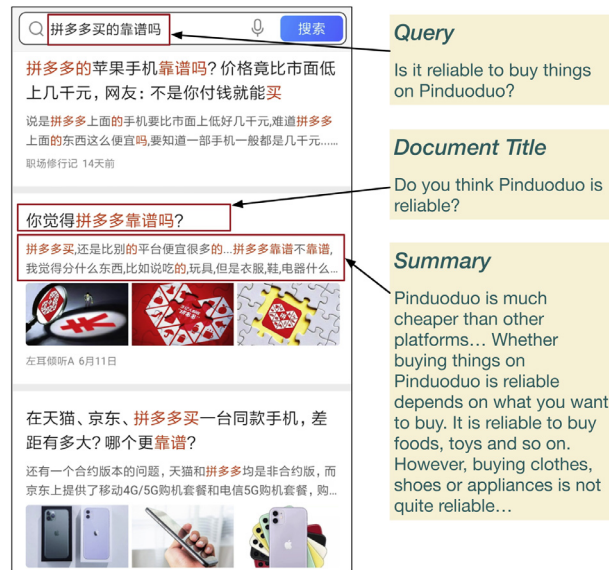 拼多多买的靠谱吗
搜索
拼多多的苹果手机靠谱吗?价格竟比市面低
上几千元，网友：不是你付钱就能买
说是拼多多上面的手机要比市面上低好几千元,难道拼多多
上面的东西这么便宜吗,要知道一部手机一般都是几千元……
职场修行记 14天前
你觉得拼多多靠谱吗?
拼多多买,还是比别的平台便宜很多的...拼多多靠谱不靠谱,
我觉得分什么东西,比如说吃的,玩具,但是衣服,鞋,电器什么...
左耳倾听A 6月11日
在天猫、京东、拼多多买一台同款手机，差
距有多大?哪个更靠谱?
还有一个合约版本的问题，天猫和拼多多均是非合约版，而
京东上提供了移动4G/5G购机套餐和电信5G购机套餐，购...
Query
Is it reliable to buy things
on Pinduoduo?
Document Title
Do you think Pinduoduo is
reliable?
Summary
Pinduoduo is much
cheaper than other
platforms… Whether
buying things on
Pinduoduo is reliable
depends on what you want
to buy. It is reliable to buy
foods, toys and so on.
However, buying clothes,
shoes or appliances is not
quite reliable…